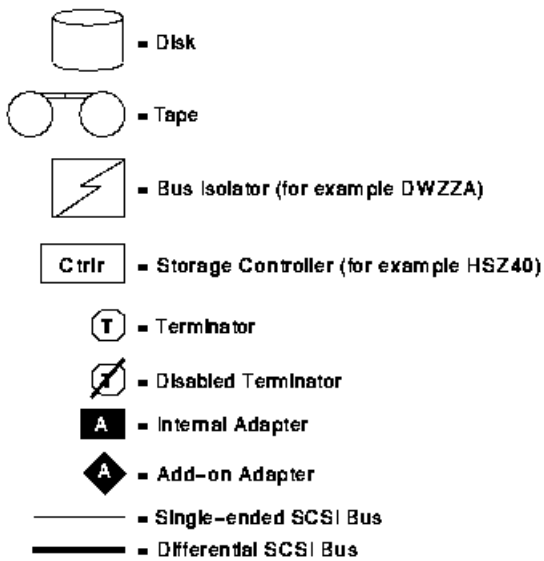 = Disk
= Tape
= Bus Isolator (for example DWZZA)
Ctrlr = Storage Controller (for example HSZ40)
T = Terminator
T = Disabled Terminator
A = Internal Adapter
A = Add-on Adapter
= Single-ended SCSI Bus
= Differential SCSI Bus